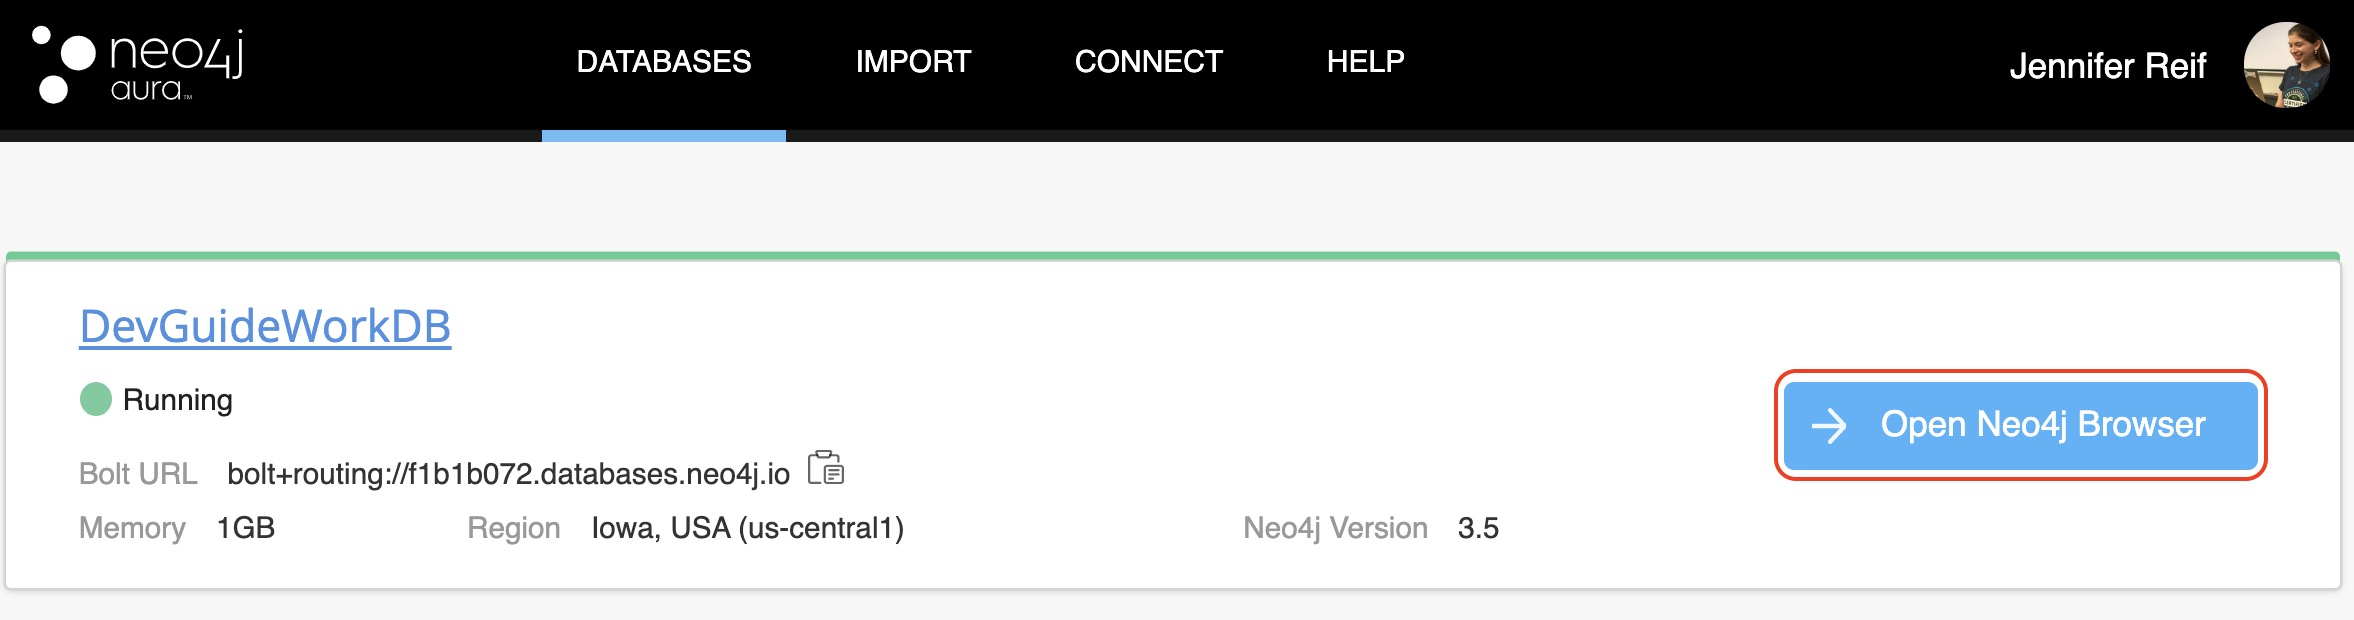 neo4j
aura™
DATABASES IMPORT CONNECT HELP
Jennifer Reif
DevGuideWorkDB
Running
Open Neo4j Browser
Bolt URL bolt+routing://f1b1b072.databases.neo4j.io
Memory 1GB Region Iowa, USA (us-central1) Neo4j Version 3.5